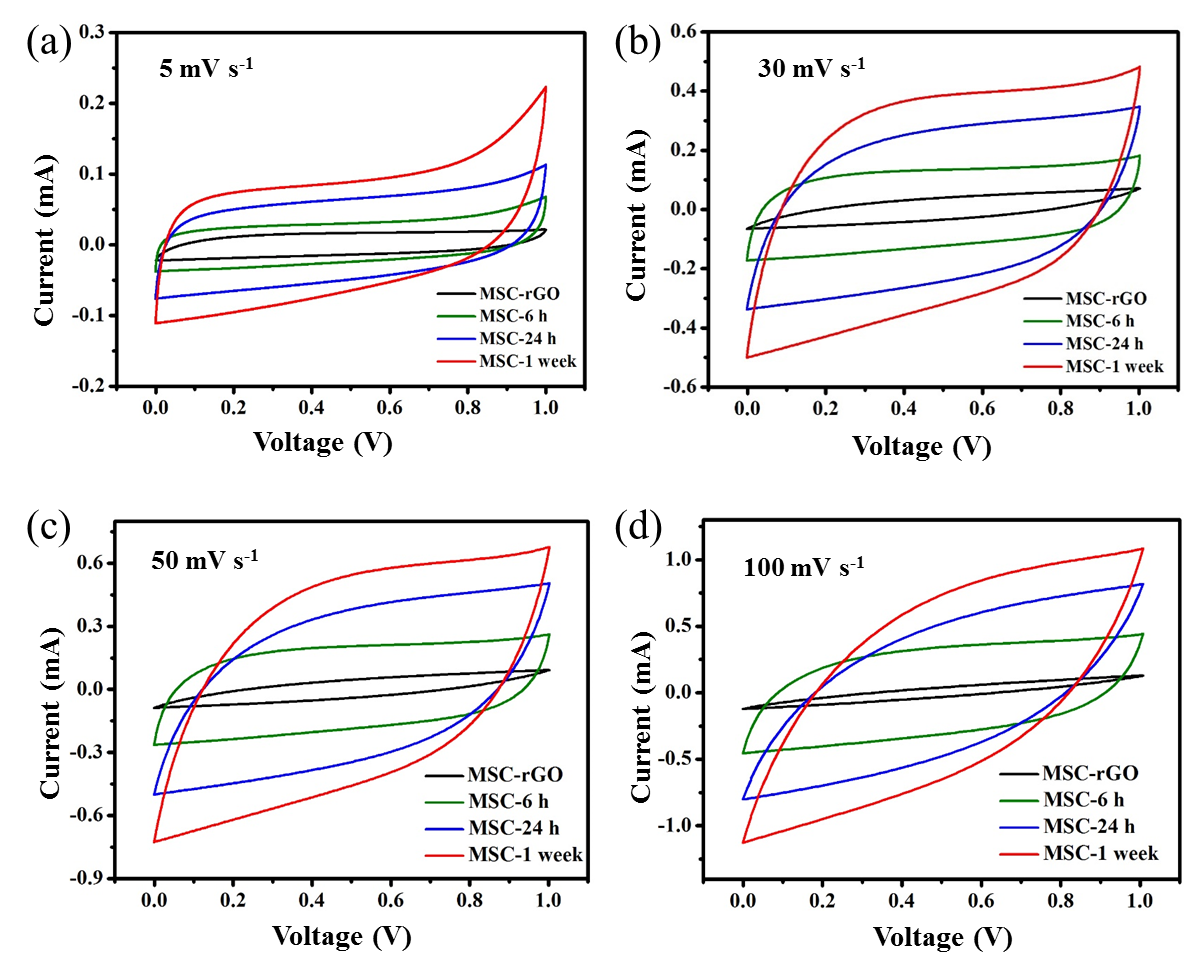 (a)
5 mV s-1
0.3
0.2
0.1
0.0
-0.1
-0.2
Current (mA)
MSC-rGO
MSC-6 h
MSC-24 h
MSC-1 week
0.0 0.2 0.4 0.6 0.8 1.0
Voltage (V)
(b)
30 mV s-1
0.6
0.4
0.2
0.0
-0.2
-0.4
-0.6
Current (mA)
MSC-rGO
MSC-6 h
MSC-24 h
MSC-1 week
0.0 0.2 0.4 0.6 0.8 1.0
Voltage (V)
(c)
50 mV s-1
0.6
0.3
0.0
-0.3
-0.6
-0.9
Current (mA)
MSC-rGO
MSC-6 h
MSC-24 h
MSC-1 week
0.0 0.2 0.4 0.6 0.8 1.0
Voltage (V)
(d)
100 mV s-1
1.0
0.5
0.0
-0.5
-1.0
Current (mA)
MSC-rGO
MSC-6 h
MSC-24 h
MSC-1 week
0.0 0.2 0.4 0.6 0.8 1.0
Voltage (V)